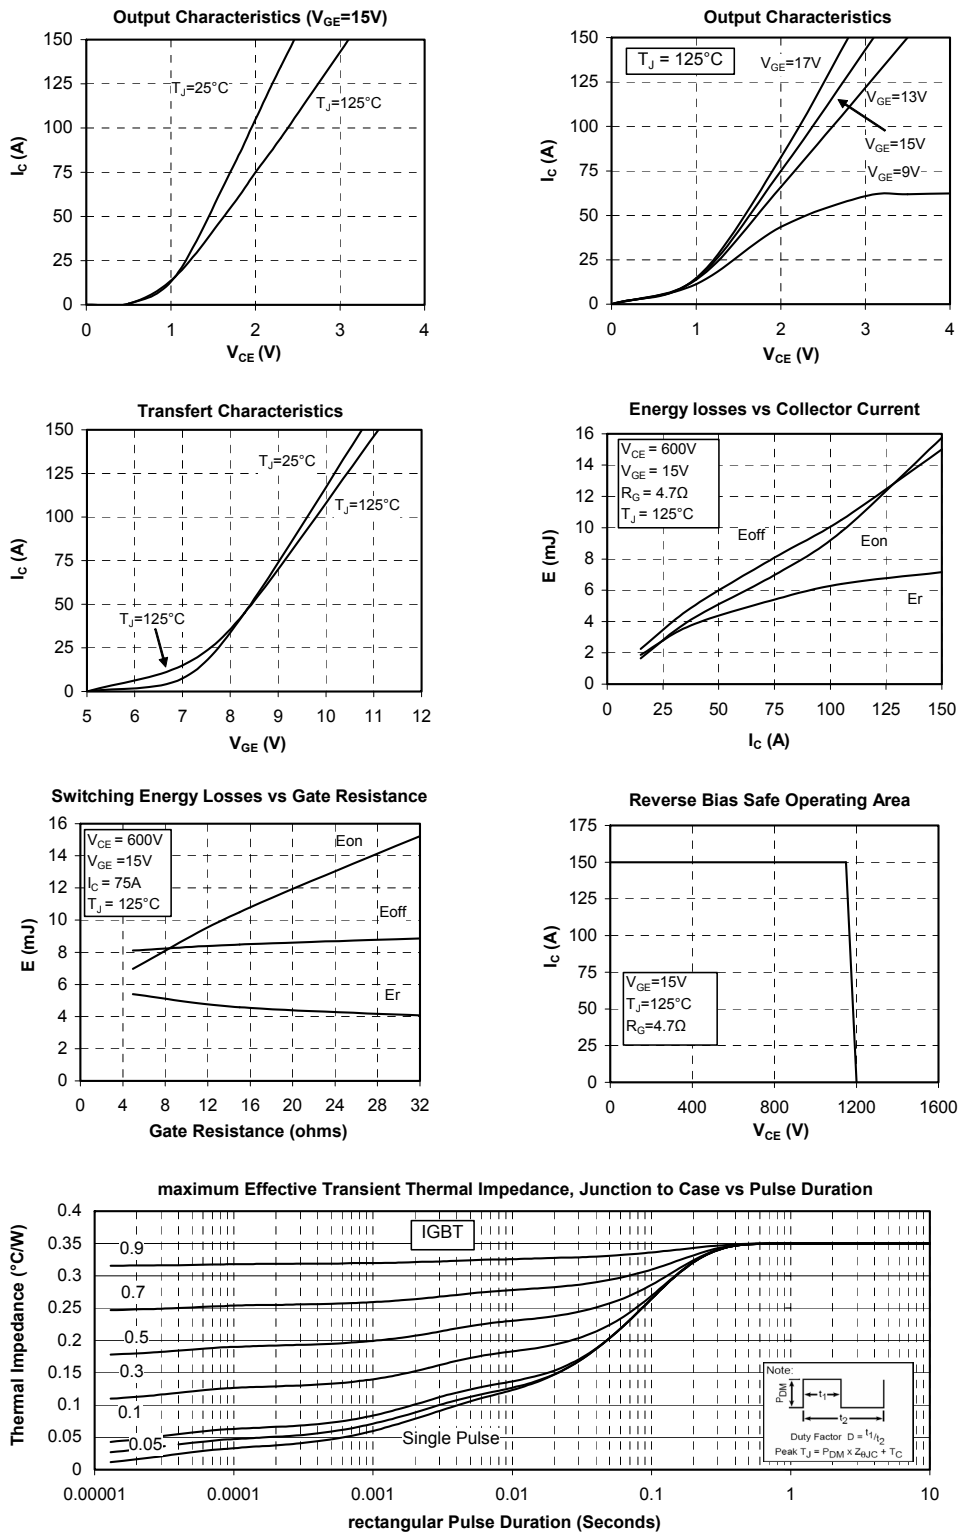 Output Characteristics (VGE=15V)
150
125
100
75
50
25
0
TJ=25°C
TJ=125°C
0 1 2 3 4
IC (A)
VCE (V)
Output Characteristics
150
125
100
75
50
25
0
TJ = 125°C
VGE=17V
VGE=13V
VGE=15V
VGE=9V
0 1 2 3 4
IC (A)
VCE (V)
Transfert Characteristics
150
125
100
75
50
25
0
TJ=25°C
TJ=125°C
TJ=125°C
5 6 7 8 9 10 11 12
IC (A)
VGE (V)
Energy losses vs Collector Current
16
14
12
10
8
6
4
2
0
VCE = 600V
VGE = 15V
RG = 4.7Ω
TJ = 125°C
Eoff
Eon
Er
0 25 50 75 100 125 150
E (mJ)
IC (A)
Switching Energy Losses vs Gate Resistance
16
14
12
10
8
6
4
2
0
VCE = 600V
VGE =15V
IC = 75A
TJ = 125°C
Eon
Eoff
Er
0 4 8 12 16 20 24 28 32
E (mJ)
Gate Resistance (ohms)
Reverse Bias Safe Operating Area
175
150
125
100
75
50
25
0
VGE=15V
TJ=125°C
RG=4.7Ω
0 400 800 1200 1600
IC (A)
VCE (V)
maximum Effective Transient Thermal Impedance, Junction to Case vs Pulse Duration
0.4
0.35
0.3
0.25
0.2
0.15
0.1
0.05
0
IGBT
0.9
0.7
0.5
0.3
0.1
0.05
Single Pulse
Note:
PDM
t1
t2
Duty Factor D = t1/t2
Peak TJ = PDM x ZθJC + TC
0.00001 0.0001 0.001 0.01 0.1 1 10
Thermal Impedance (°C/W)
rectangular Pulse Duration (Seconds)